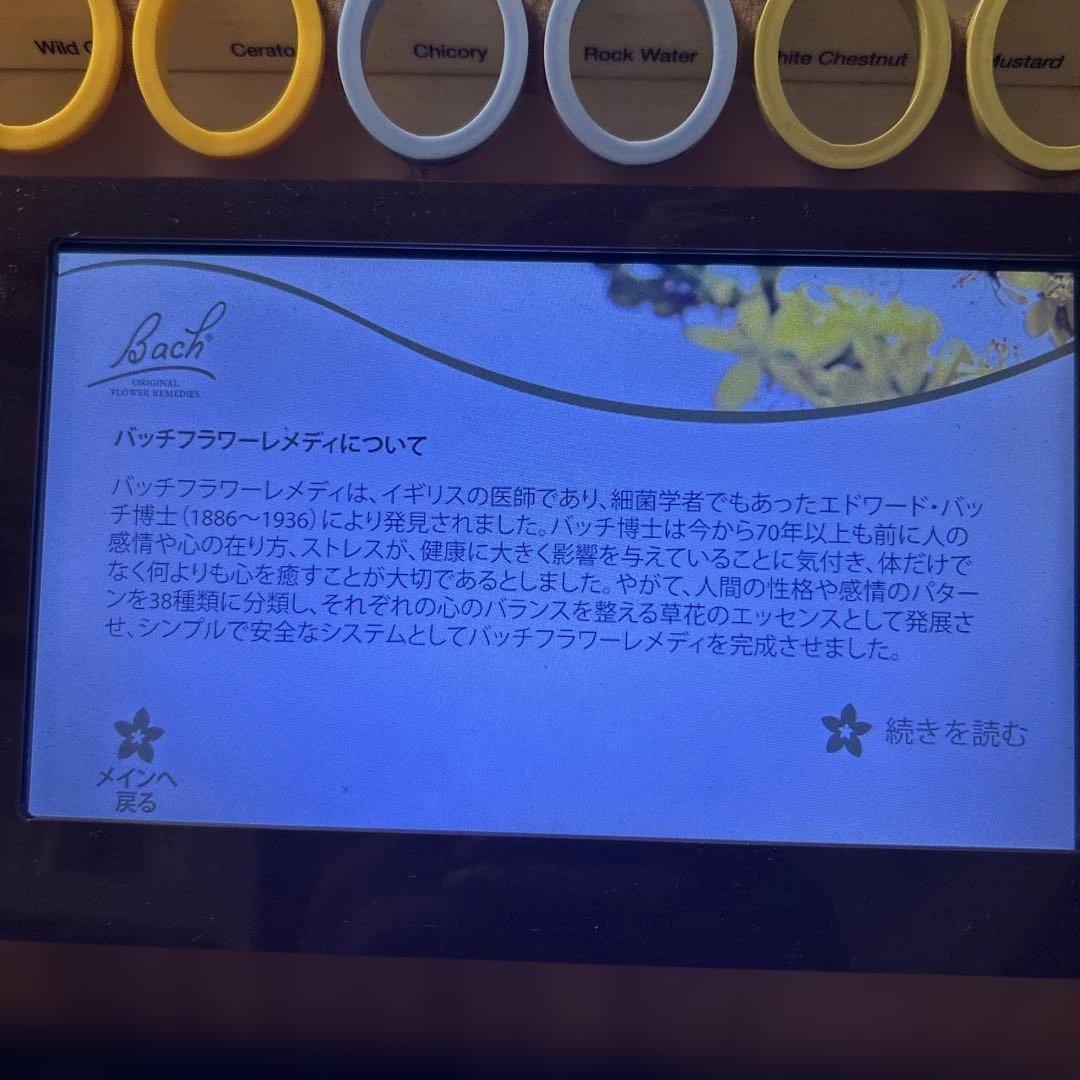 Wild
Cerato
Chicory
Rock Water
hite Chestnut
Mustard
Bach®
ORIGINAL
FLOWER REMEDIES
バッチフラワーレメディについて
バッチフラワーレメディは、イギリスの医師であり、細菌学者でもあったエドワード・バッ
チ博士（1886～1936）により発見されました。バッチ博士は今から70年以上も前に人の
感情や心の在り方、ストレスが、健康に大きく影響を与えていることに気付き、体だけで
なく何よりも心を癒すことが大切であるとしました。やがて、人間の性格や感情のパター
ンを38種類に分類し、それぞれの心のバランスを整える草花のエッセンスとして発展さ
せ、シンプルで安全なシステムとしてバッチフラワーレメディを完成させました。
続きを読む
メインへ
戻る